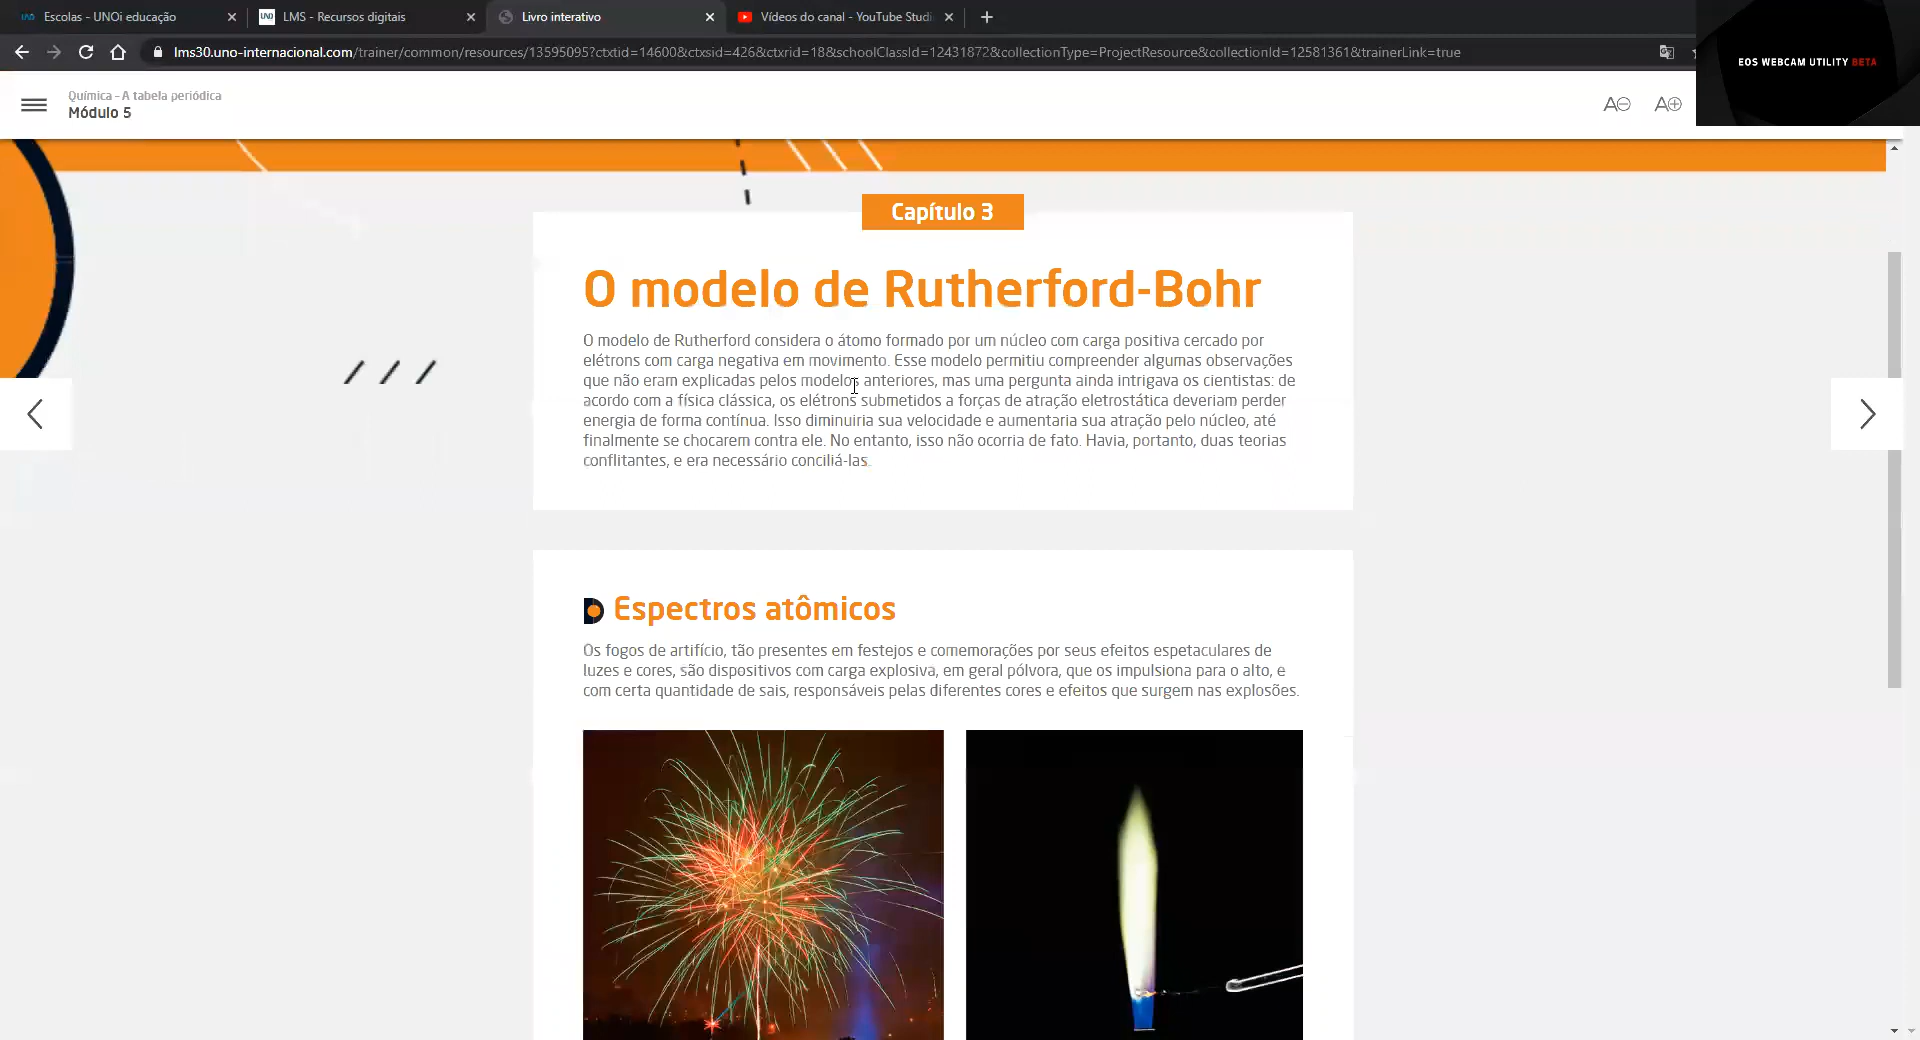 Escolas - UNOi educação
LMS - Recursos digitais
Livro interativo
Vídeos do canal - YouTube Studi
lms30.uno-internacional.com/trainer/common/resources/13595095?ctxtid=14600&ctxsid=426&ctxrid=18&schoolClassId=12431872&collectionType=ProjectResource&collectionId=12581361&trainerLink=true
EOS WEBCAM UTILITY BETA
Química - A tabela periódica
Módulo 5
A A
Capítulo 3
O modelo de Rutherford-Bohr
O modelo de Rutherford considera o átomo formado por um núcleo com carga positiva cercado por
elétrons com carga negativa em movimento. Esse modelo permitiu compreender algumas observações
que não eram explicadas pelos modelos anteriores, mas uma pergunta ainda intrigava os cientistas: de
acordo com a física clássica, os elétrons submetidos a forças de atração eletrostática deveriam perder
energia de forma contínua. Isso diminuiria sua velocidade e aumentaria sua atração pelo núcleo, até
finalmente se chocarem contra ele. No entanto, isso não ocorria de fato. Havia, portanto, duas teorias
conflitantes, e era necessário conciliá-las.
Espectros atômicos
Os fogos de artifício, tão presentes em festejos e comemorações por seus efeitos espetaculares de
luzes e cores, são dispositivos com carga explosiva, em geral pólvora, que os impulsiona para o alto, e
com certa quantidade de sais, responsáveis pelas diferentes cores e efeitos que surgem nas explosões.